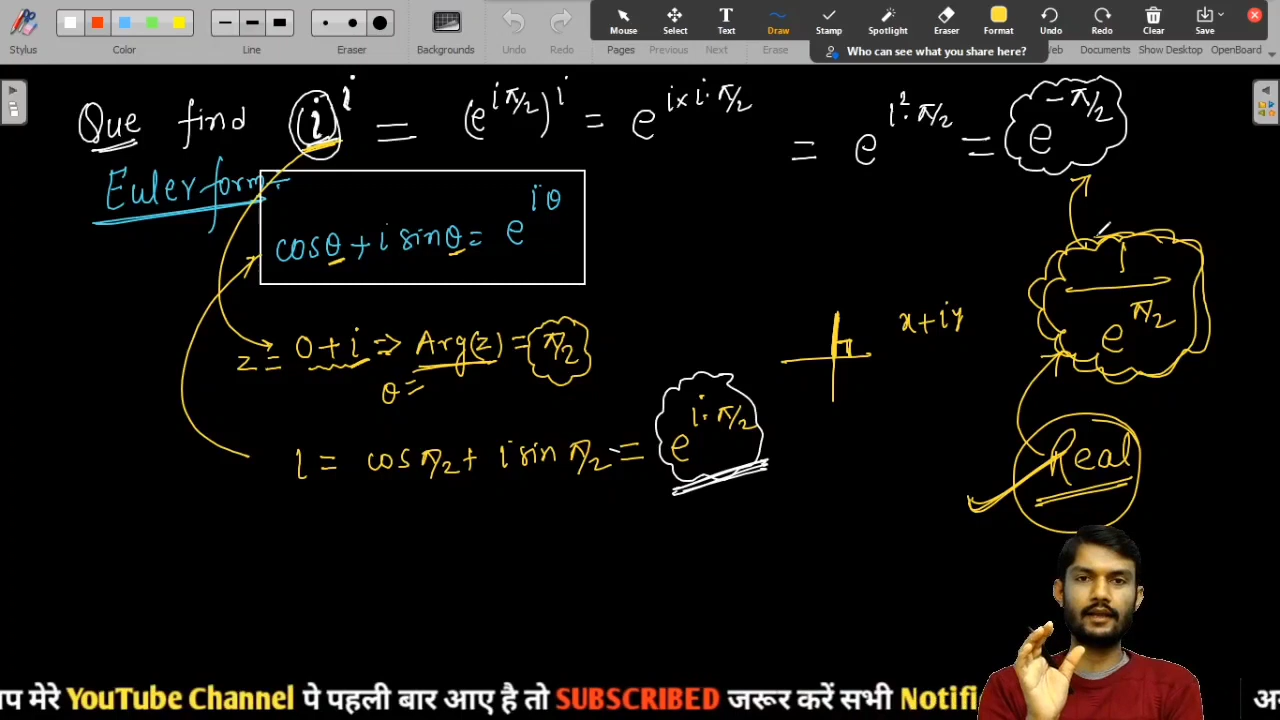 Mouse Select Text Draw Stamp Spotlight Eraser Format Undo Redo Clear Save
Stylus Color Line Eraser Backgrounds Undo Redo Pages Previous Next Erase Documents Show Desktop OpenBoard
Who can see what you share here?
Que find (i)^i = (e^{iπ/2})^i = e^{i×i·π/2} = e^{i²·π/2} = e^{-π/2}
Euler form
cosθ + i sinθ = e^{iθ}
1/e^{π/2}
x+iy
z = 0+i ⇒ Arg(z) = π/2
θ =
i = cos π/2 + i sin π/2 = e^{i·π/2}
Real
प मेरे YouTube Channel पे पहली बार आए है तो SUBSCRIBED जरूर करें सभी Notifi